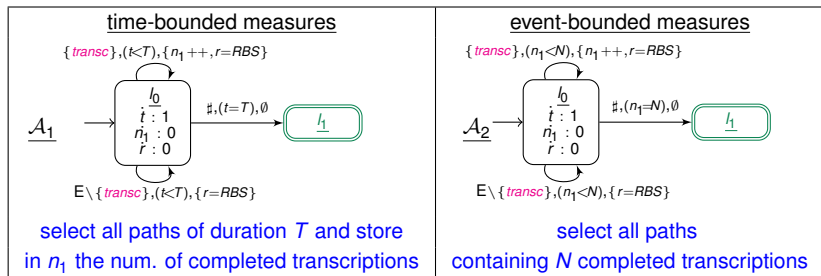 time-bounded measures
{transc},(t<T),{n₁++,r=RBS}
l₀
ṫ : 1
ṅ₁ : 0
ṙ : 0
𝒜₁
♯,(t=T),∅
l₁
E\{transc},(t<T),{r=RBS}
select all paths of duration T and store
in n₁ the num. of completed transcriptions
event-bounded measures
{transc},(n₁<N),{n₁++,r=RBS}
l₀
ṫ : 1
ṅ₁ : 0
ṙ : 0
𝒜₂
♯,(n₁=N),∅
l₁
E\{transc},(n₁<N),{r=RBS}
select all paths
containing N completed transcriptions